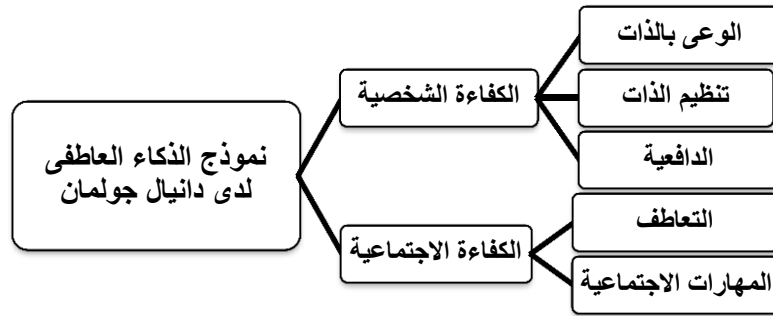 نموذج الذكاء العاطفى
لدى دانيال جولمان
الكفاءة الشخصية
الوعى بالذات
تنظيم الذات
الدافعية
الكفاءة الاجتماعية
التعاطف
المهارات الاجتماعية